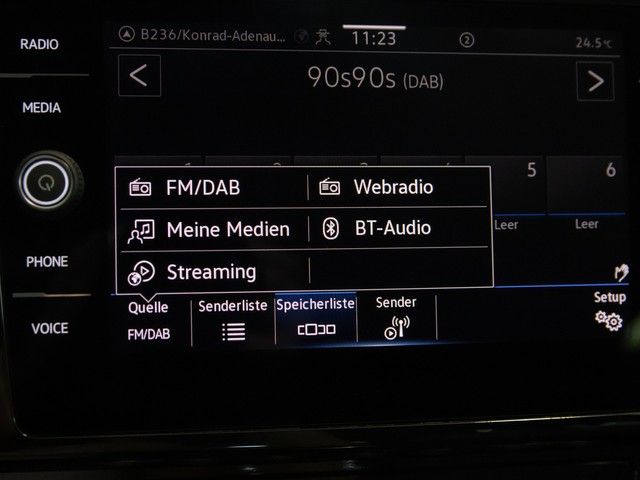 RADIO
MEDIA
PHONE
VOICE
B236/Konrad-Adenau...
11:23
2
24.5°C
90s90s (DAB)
5
6
Leer
Leer
FM/DAB
Webradio
Meine Medien
BT-Audio
Streaming
Quelle
FM/DAB
Senderliste
Speicherliste
Sender
Setup